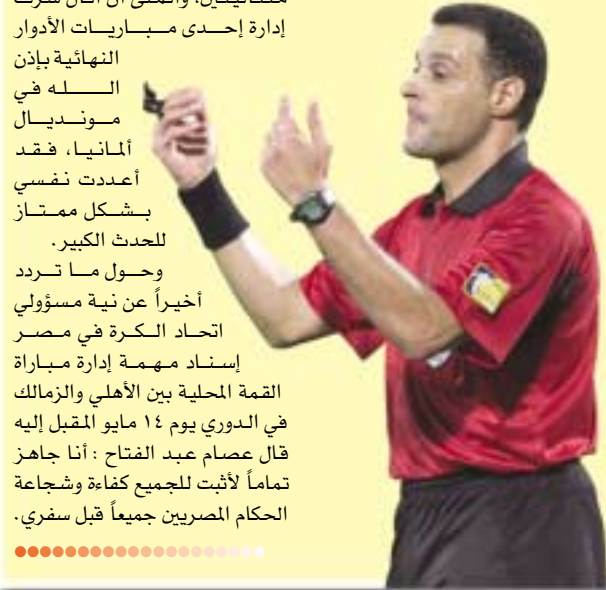 إدارة إحدى مباريات الأدوار
النهائية بإذن
الله في
مونديال
ألمانيا، فقد
أعددت نفسي
بشكل ممتاز
للحدث الكبير.
وحول ما تردد
أخيراً عن نية مسؤولي
اتحاد الكرة في مصر
إسناد مهمة إدارة مباراة
القمة المحلية بين الأهلي والزمالك
في الدوري يوم ١٤ مايو المقبل إليه
قال عصام عبد الفتاح : أنا جاهز
تماماً لأثبت للجميع كفاءة وشجاعة
الحكام المصريين جميعاً قبل سفري.